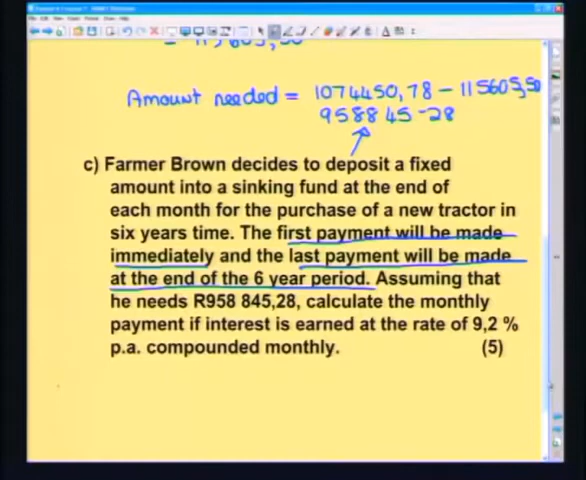 Amount needed = 1074450,78 - 115605,50
958845-28
c) Farmer Brown decides to deposit a fixed
amount into a sinking fund at the end of
each month for the purchase of a new tractor in
six years time. The first payment will be made
immediately and the last payment will be made
at the end of the 6 year period. Assuming that
he needs R958 845,28, calculate the monthly
payment if interest is earned at the rate of 9,2 %
p.a. compounded monthly. (5)